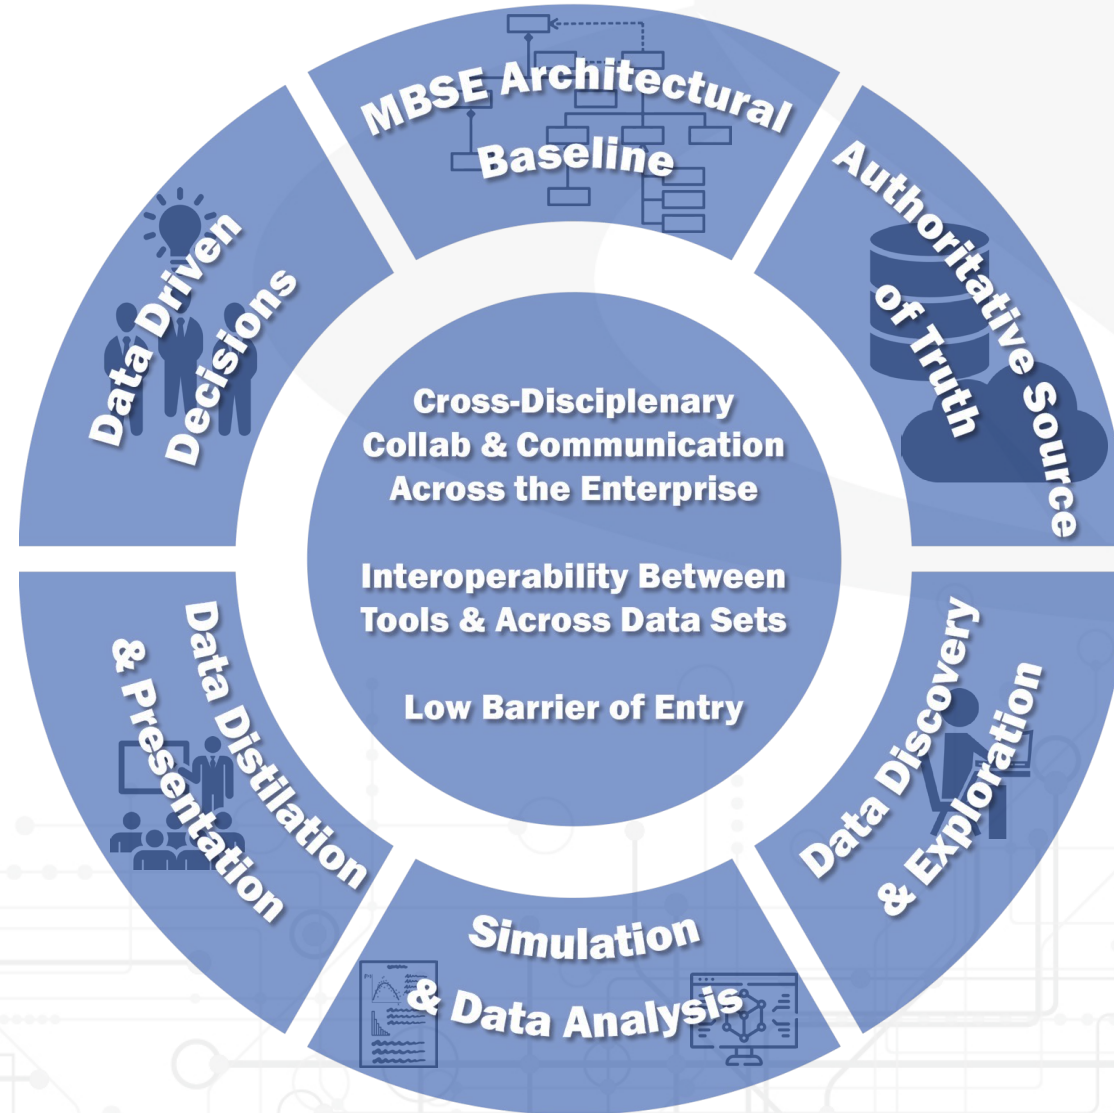 MBSE Architectural
Baseline
Authoritative Source
of Truth
Data Discovery
& Exploration
Simulation
& Data Analysis
Data Distilation
& Presentation
Data Driven
Decisions
Cross-Disciplenary
Collab & Communication
Across the Enterprise
Interoperability Between
Tools & Across Data Sets
Low Barrier of Entry